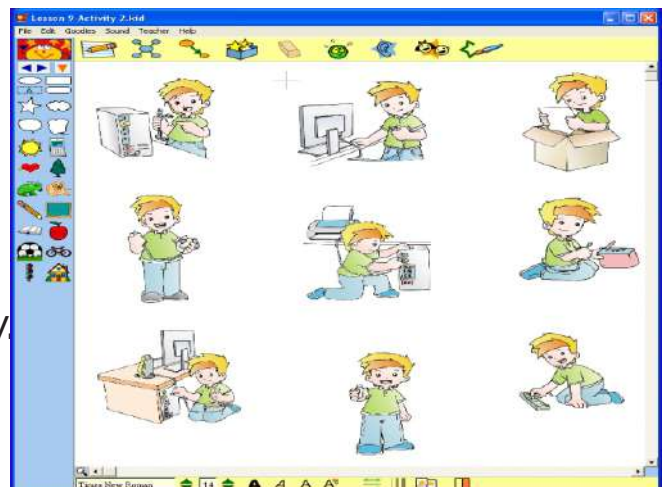 Lesson 9 Activity 2.kid
File Edit Goodies Sound Teacher Help
A
y.
Times New Roman 14 A A A A